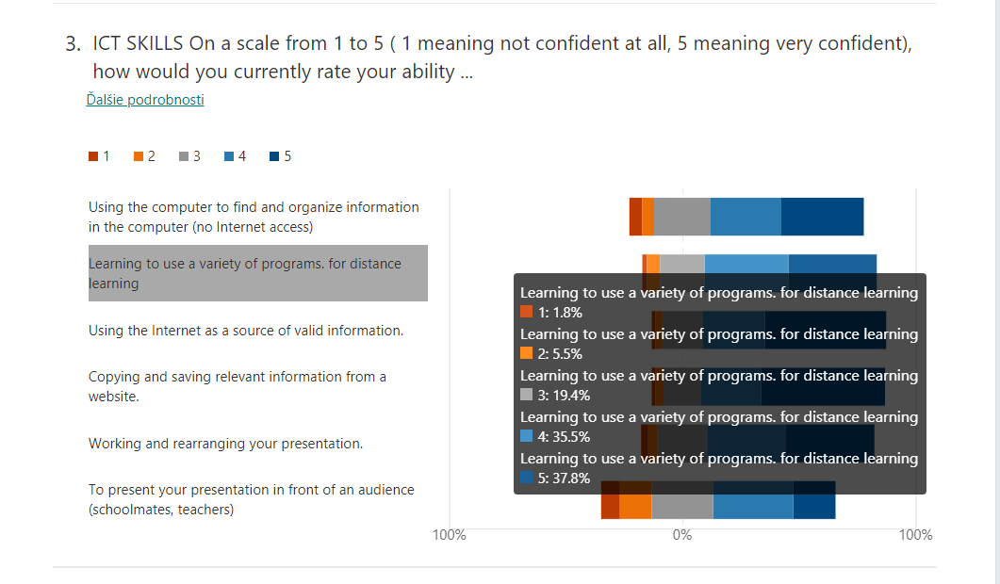 3. ICT SKILLS On a scale from 1 to 5 ( 1 meaning not confident at all, 5 meaning very confident),
how would you currently rate your ability ...
Ďalšie podrobnosti
1 2 3 4 5
Using the computer to find and organize information
in the computer (no Internet access)
Learning to use a variety of programs. for distance
learning
Using the Internet as a source of valid information.
Copying and saving relevant information from a
website.
Working and rearranging your presentation.
To present your presentation in front of an audience
(schoolmates, teachers)
Learning to use a variety of programs. for distance learning
1: 1.8%
Learning to use a variety of programs. for distance learning
2: 5.5%
Learning to use a variety of programs. for distance learning
3: 19.4%
Learning to use a variety of programs. for distance learning
4: 35.5%
Learning to use a variety of programs. for distance learning
5: 37.8%
100% 0% 100%